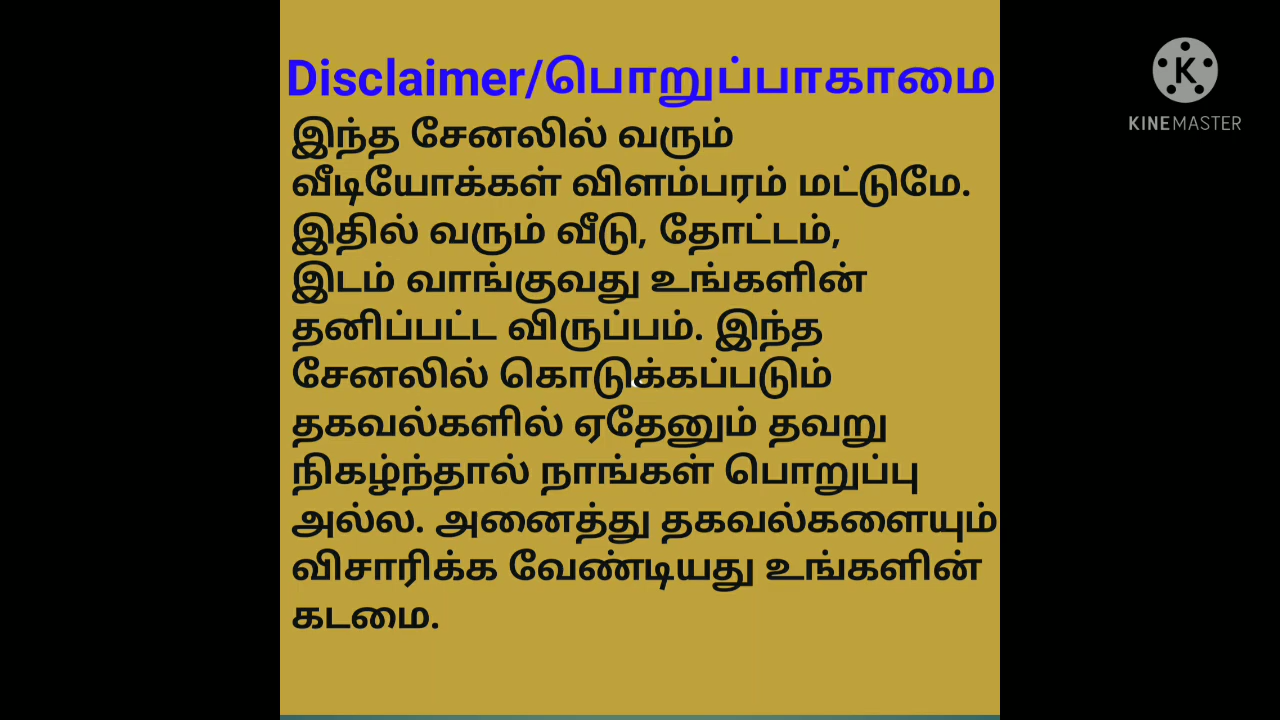 Disclaimer/பொறுப்பாகாமை
இந்த சேனலில் வரும்
வீடியோக்கள் விளம்பரம் மட்டுமே.
இதில் வரும் வீடு, தோட்டம்,
இடம் வாங்குவது உங்களின்
தனிப்பட்ட விருப்பம். இந்த
சேனலில் கொடுக்கப்படும்
தகவல்களில் ஏதேனும் தவறு
நிகழ்ந்தால் நாங்கள் பொறுப்பு
அல்ல. அனைத்து தகவல்களையும்
விசாரிக்க வேண்டியது உங்களின்
கடமை.
K
KINEMASTER